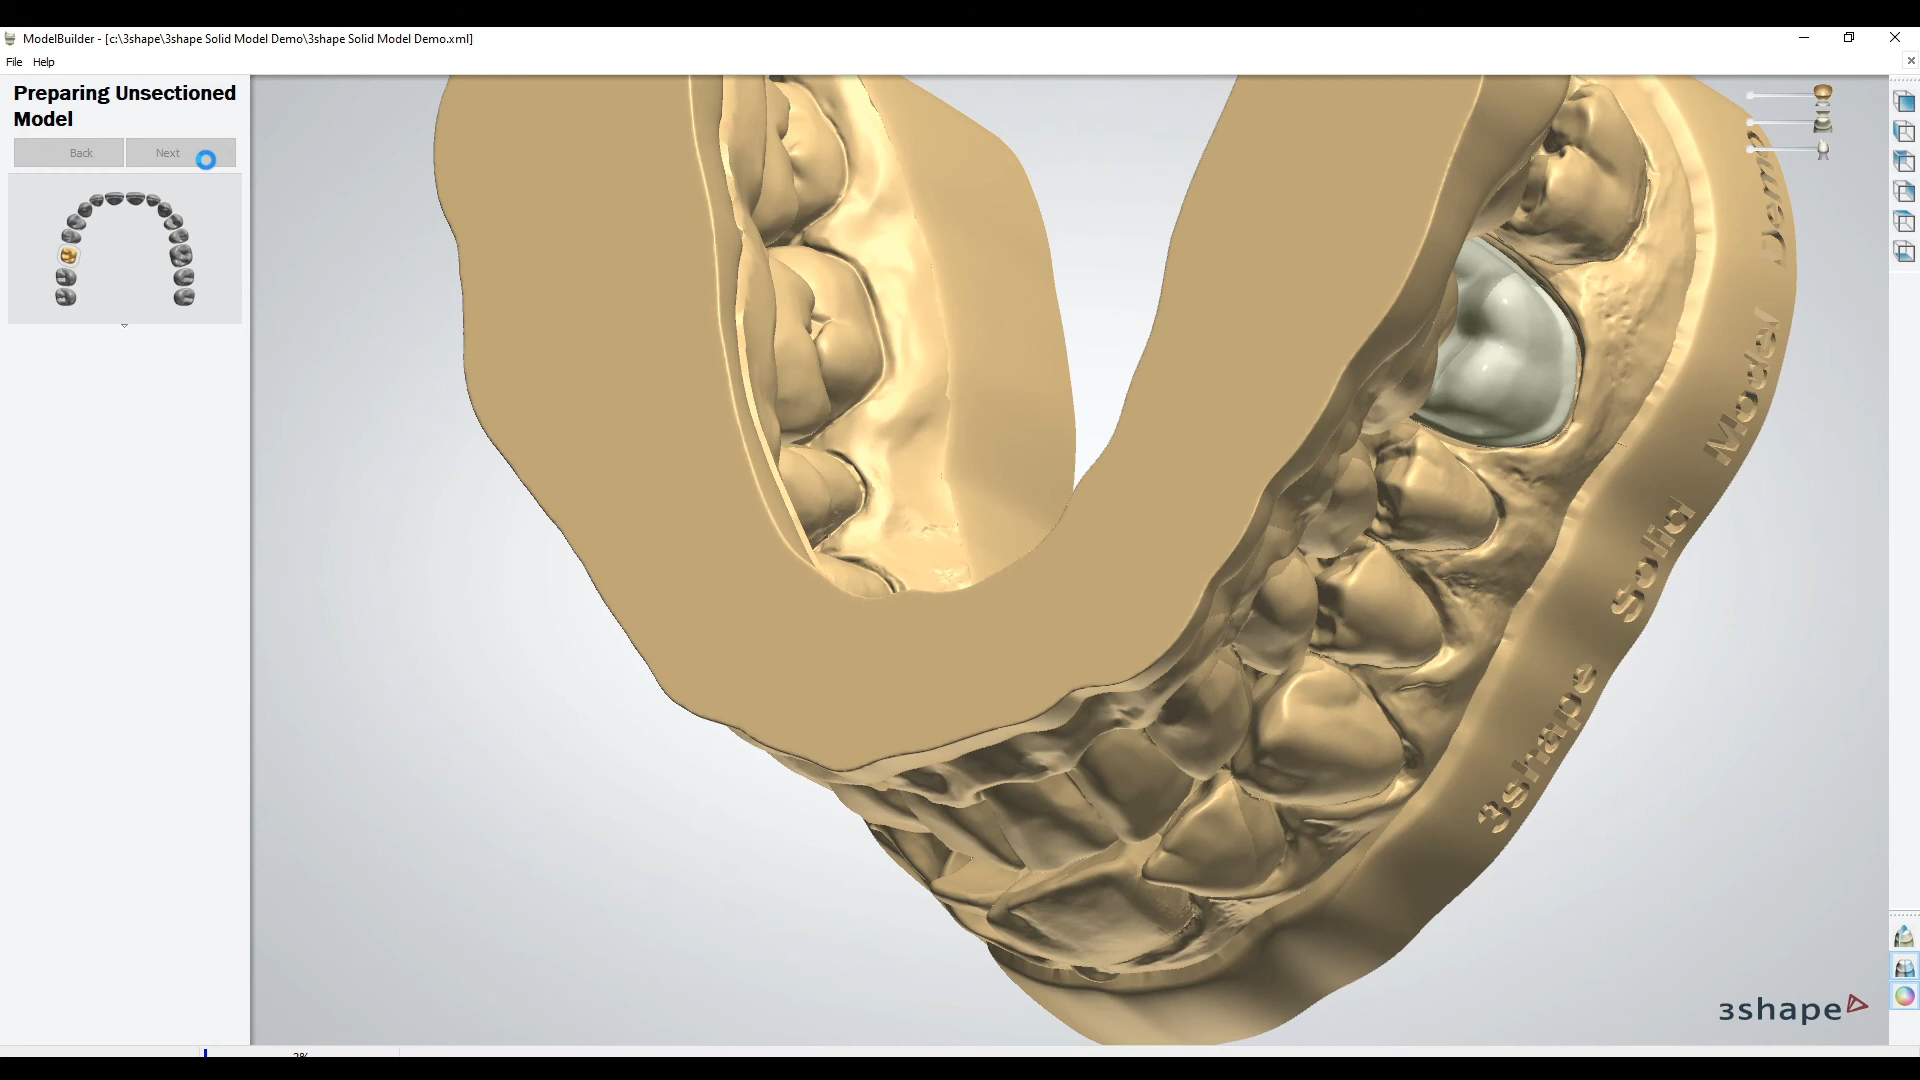 ModelBuilder - [c:\3shape\3shape Solid Model Demo\3shape Solid Model Demo.xml]
File Help
Preparing Unsectioned
Model
Back Next
3shape Solid Model Demo
3shape